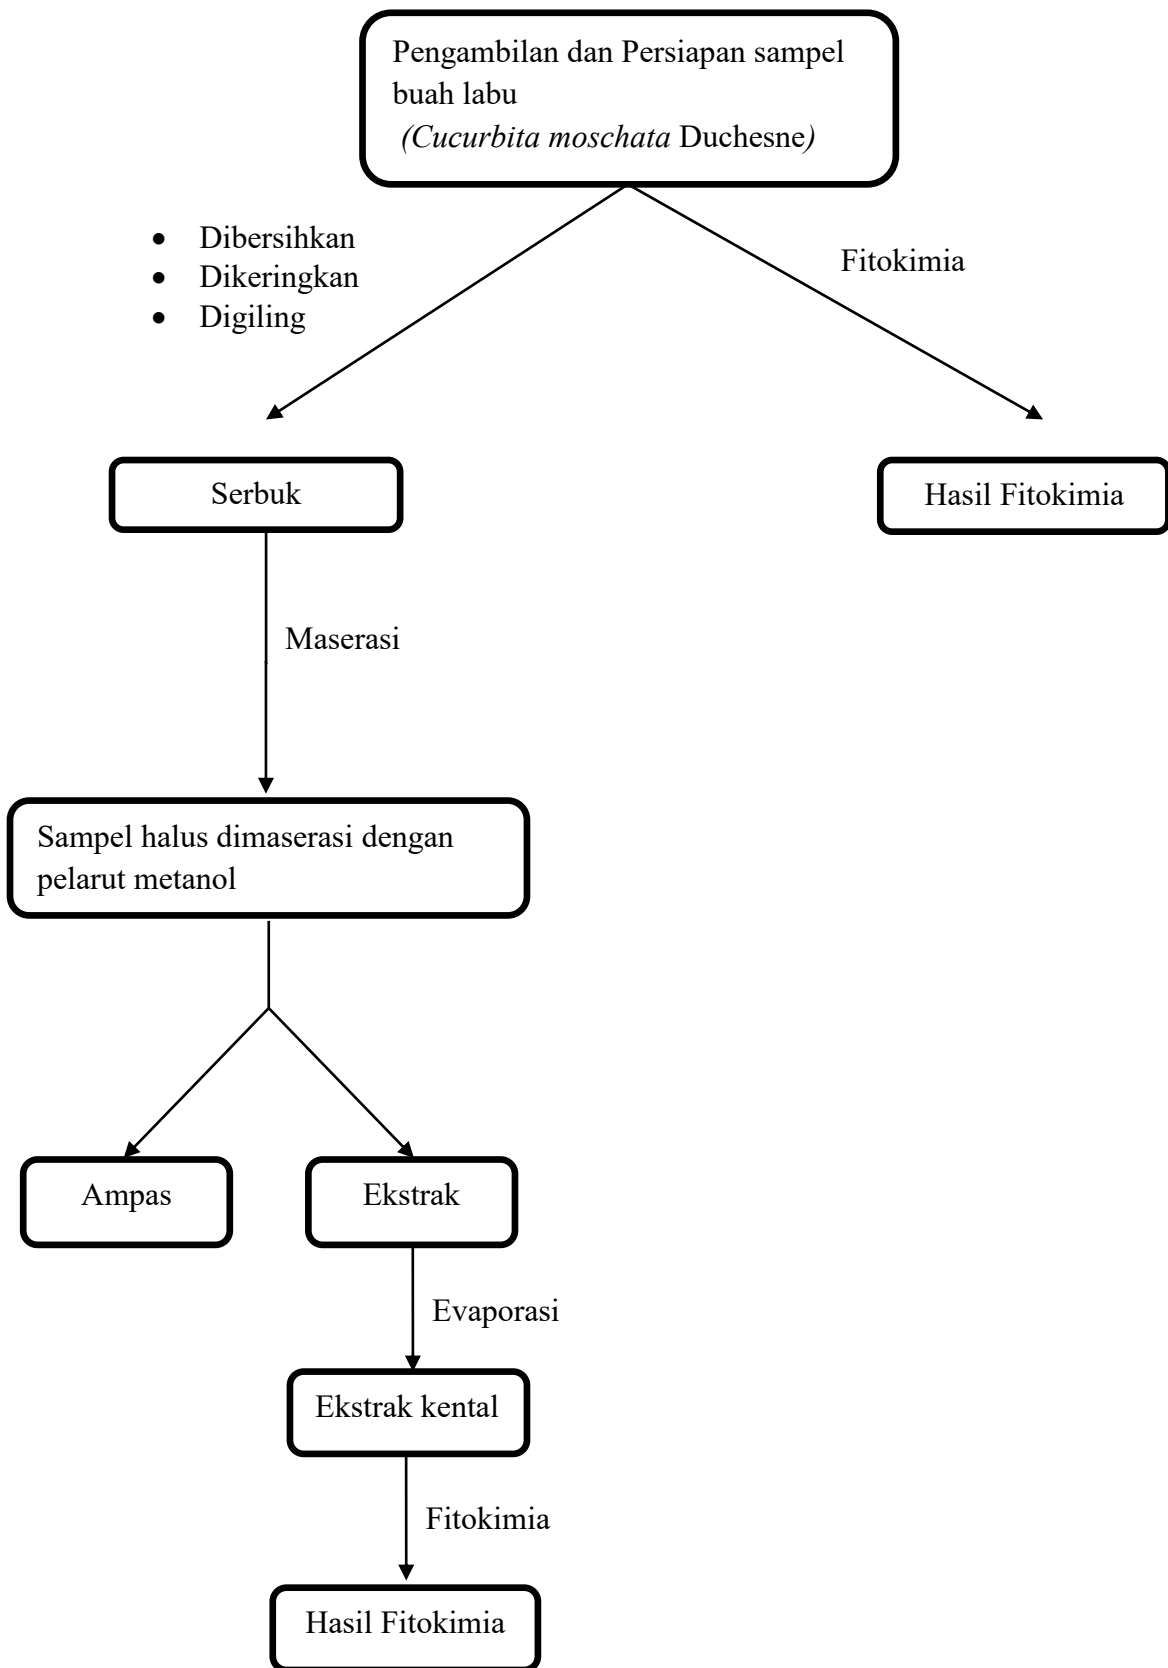 Pengambilan dan Persiapan sampel
buah labu
(Cucurbita moschata Duchesne)
• Dibersihkan
• Dikeringkan
• Digiling
Fitokimia
Serbuk
Hasil Fitokimia
Maserasi
Sampel halus dimaserasi dengan
pelarut metanol
Ampas
Ekstrak
Evaporasi
Ekstrak kental
Fitokimia
Hasil Fitokimia